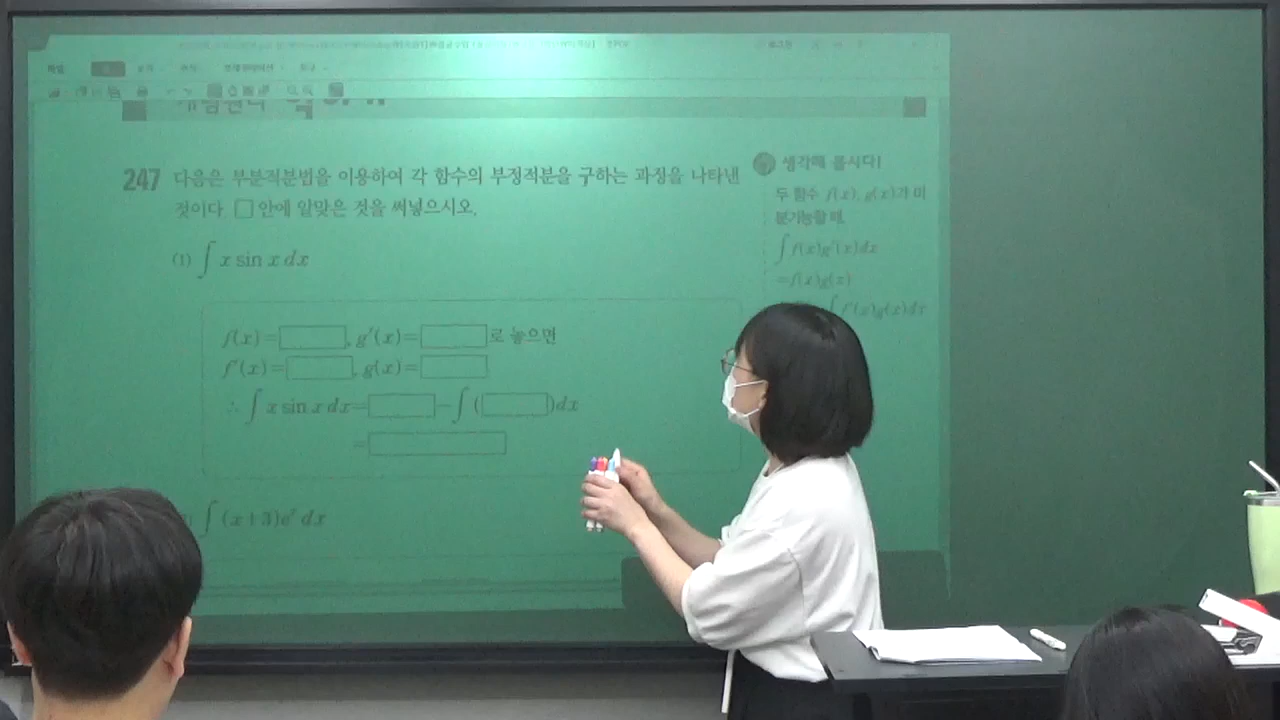 파일
247 다음은 부분적분법을 이용하여 각 함수의 부정적분을 구하는 과정을 나타낸
것이다. □ 안에 알맞은 것을 써넣으시오.
(1) ∫ x sin x dx
f(x)=□, g′(x)=□로 놓으면
f′(x)=□, g(x)=□
∴ ∫ x sin x dx=□−∫(□)dx
=□
∫ (x+3)eˣ dx
생각해 봅시다!
두 함수 f(x), g(x)가 미
분가능할 때,
∫ f(x)g′(x)dx
=f(x)g(x)
∫ f′(x)g(x)dx